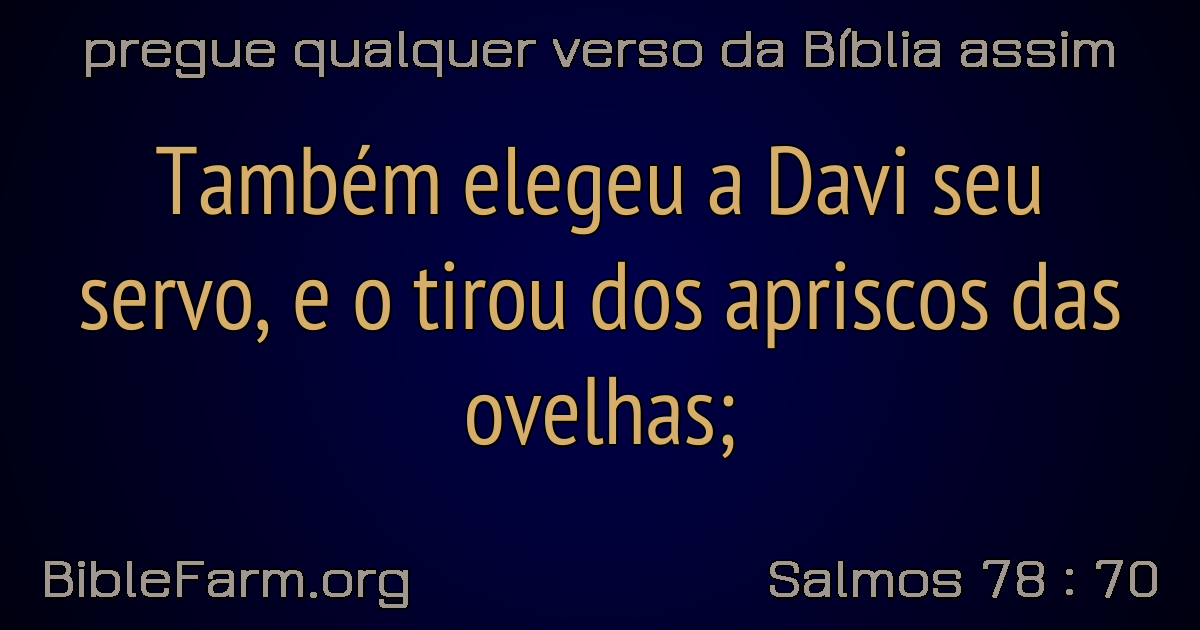 pregue qualquer verso da Bíblia assim
Também elegeu a Davi seu
servo, e o tirou dos apriscos das
ovelhas;
BibleFarm.org
Salmos 78 : 70